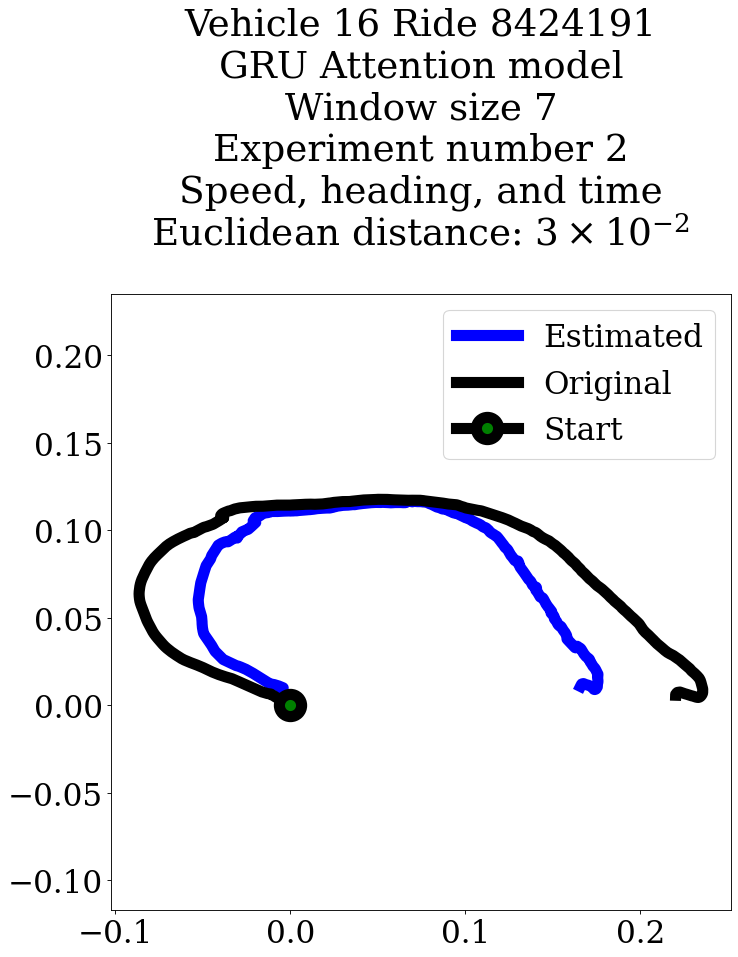 Vehicle 16 Ride 8424191
GRU Attention model
Window size 7
Experiment number 2
Speed, heading, and time
Euclidean distance: 3 × 10⁻²
Estimated
Original
Start
0.20
0.15
0.10
0.05
0.00
−0.05
−0.10
−0.1 0.0 0.1 0.2